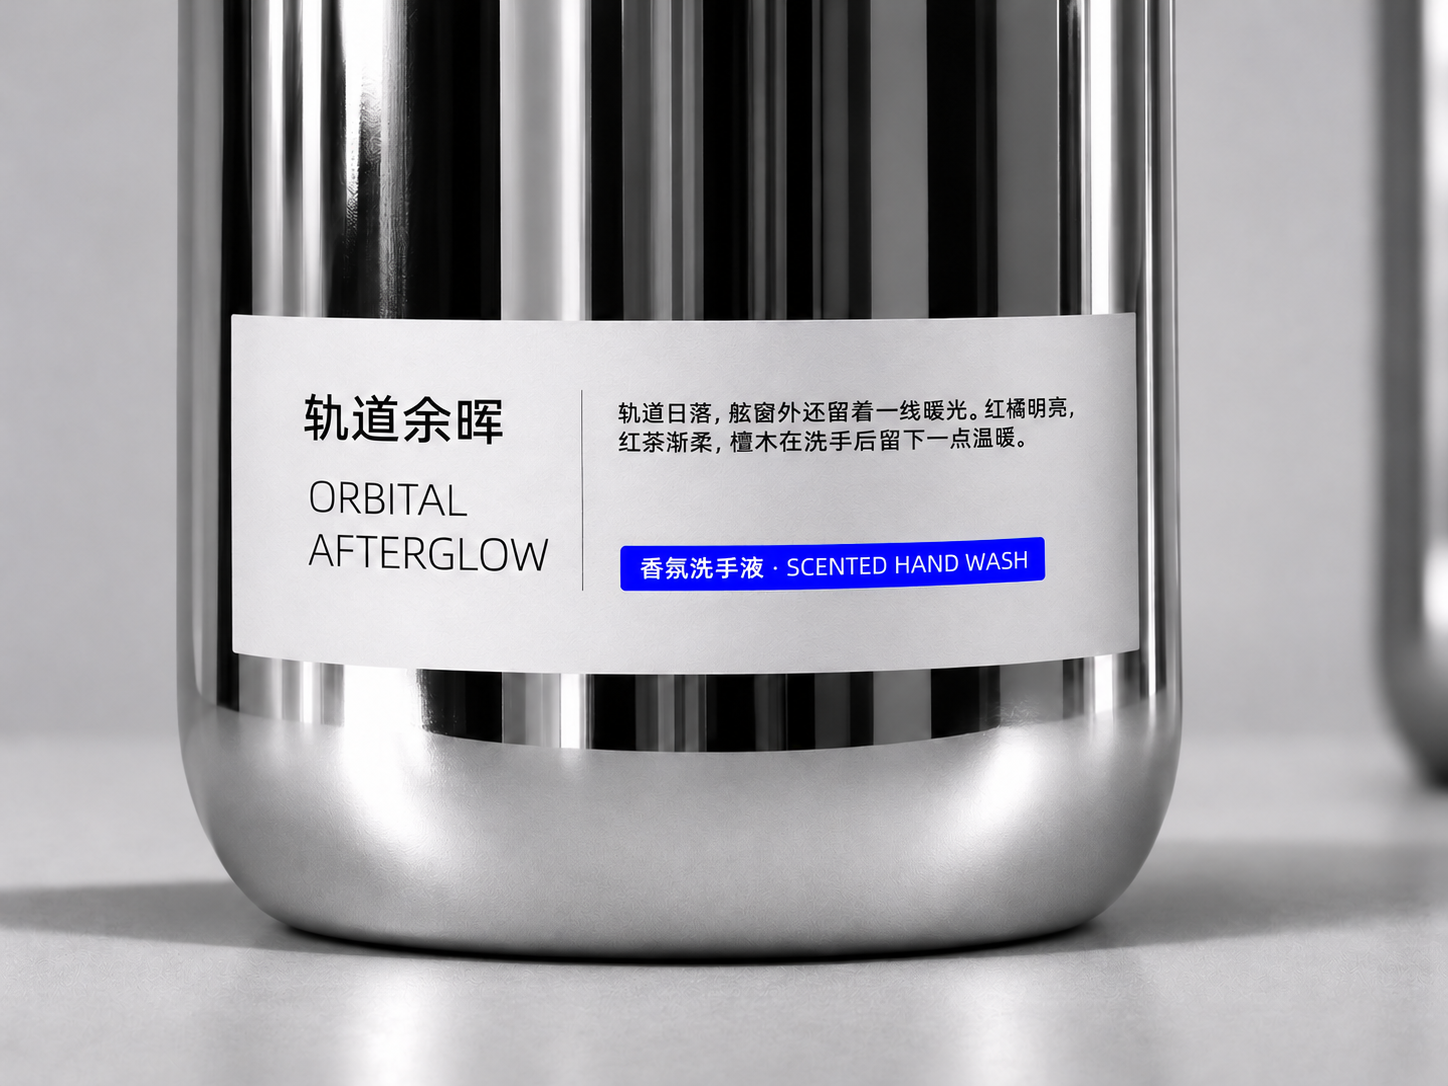 轨道余晖
ORBITAL
AFTERGLOW
轨道日落, 舷窗外还留着一线暖光。红橘明亮,
红茶渐柔, 檀木在洗手后留下一点温暖。
香氛洗手液 · SCENTED HAND WASH